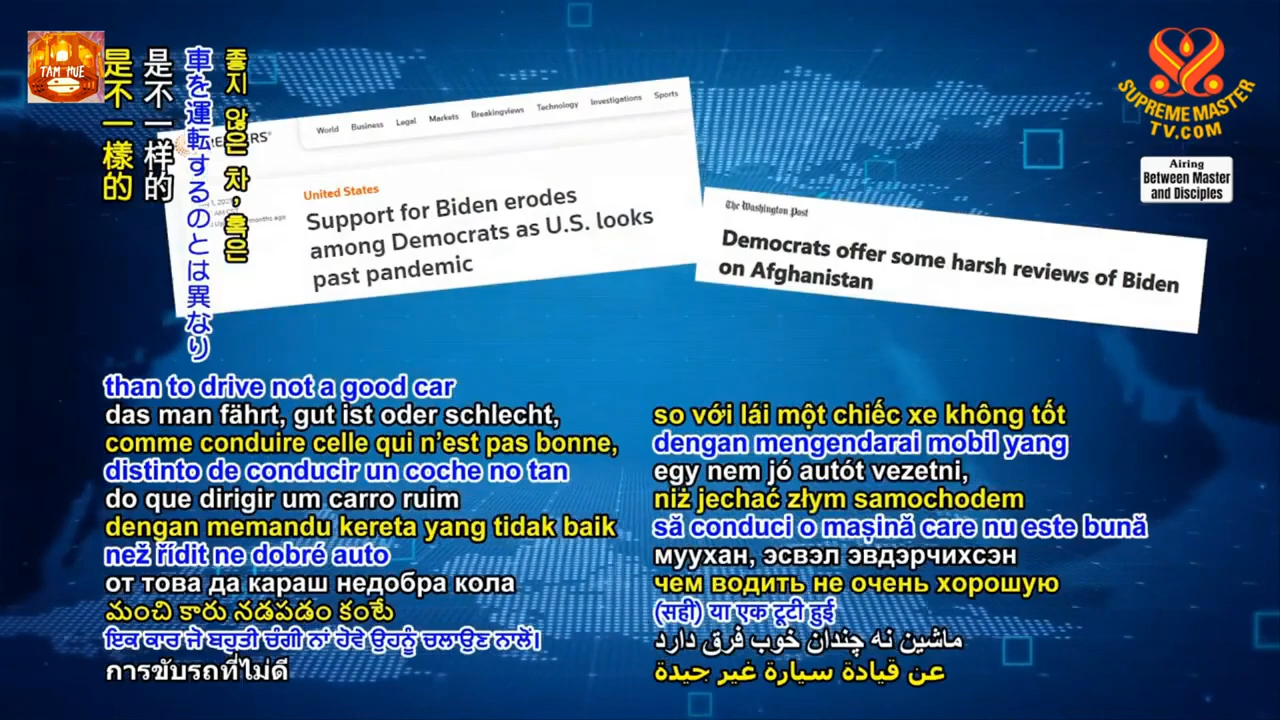 TAM HUE
是不一樣的
是不一样的
車を運転するのとは異なり
좋지 않은 차, 혹은
World Business Legal Markets Breakingviews Technology Investigations Sports
United States
Support for Biden erodes
among Democrats as U.S. looks
past pandemic
months ago
The Washington Post
Democrats offer some harsh reviews of Biden
on Afghanistan
SUPREME MASTER
TV.COM
Airing
Between Master
and Disciples
than to drive not a good car
das man fährt, gut ist oder schlecht,
comme conduire celle qui n’est pas bonne,
distinto de conducir un coche no tan
do que dirigir um carro ruim
dengan memandu kereta yang tidak baik
než řídit ne dobré auto
от това да караш недобра кола
మంచి కారు నడపడం కంటే
ਇਕ ਕਾਰ ਜੋ ਬਹੁਤੀ ਚੰਗੀ ਨਾਂ ਹੋਵੇ ਉਹਨੂੰ ਚਲਾਉਣ ਨਾਲੋਂ।
การขับรถที่ไม่ดี
so với lái một chiếc xe không tốt
dengan mengendarai mobil yang
egy nem jó autót vezetni,
niż jechać złym samochodem
să conduci o mașină care nu este bună
муухан, эсвэл эвдэрчихсэн
чем водить не очень хорошую
(सही) या एक टूटी हुई
ماشین نه چندان خوب فرق دارد
عن قيادة سيارة غير جيدة